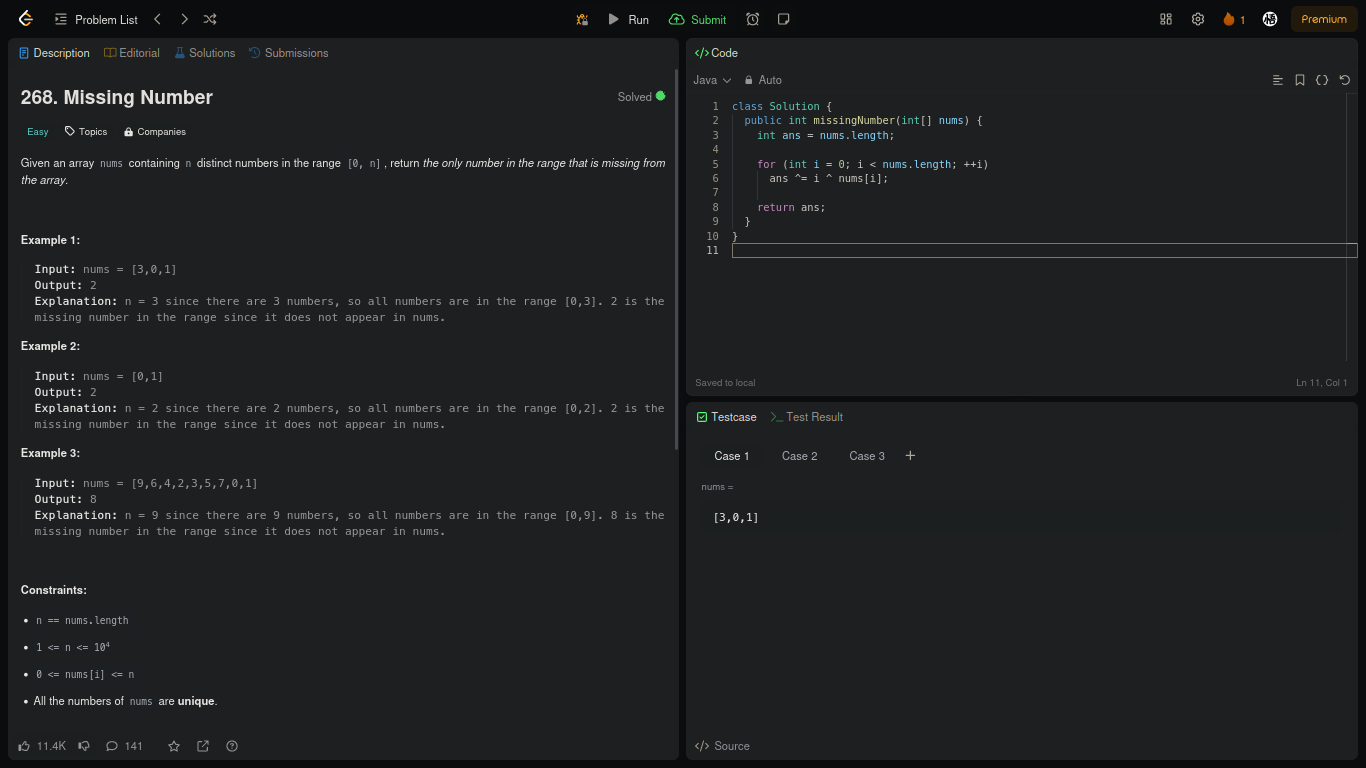 Problem List
Run
Submit
1
Premium
Description
Editorial
Solutions
Submissions
268. Missing Number
Solved
Easy
Topics
Companies
Given an array nums containing n distinct numbers in the range [0, n] , return the only number in the range that is missing from
the array.
Example 1:
Input: nums = [3,0,1]
Output: 2
Explanation: n = 3 since there are 3 numbers, so all numbers are in the range [0,3]. 2 is the
missing number in the range since it does not appear in nums.
Example 2:
Input: nums = [0,1]
Output: 2
Explanation: n = 2 since there are 2 numbers, so all numbers are in the range [0,2]. 2 is the
missing number in the range since it does not appear in nums.
Example 3:
Input: nums = [9,6,4,2,3,5,7,0,1]
Output: 8
Explanation: n = 9 since there are 9 numbers, so all numbers are in the range [0,9]. 8 is the
missing number in the range since it does not appear in nums.
Constraints:
• n == nums.length
• 1 <= n <= 10⁴
• 0 <= nums[i] <= n
• All the numbers of nums are unique.
11.4K
141
</> Code
Java
Auto
1 class Solution {
2   public int missingNumber(int[] nums) {
3     int ans = nums.length;
4
5     for (int i = 0; i < nums.length; ++i)
6       ans ^= i ^ nums[i];
7
8     return ans;
9   }
10 }
11
Saved to local
Ln 11, Col 1
Testcase
>_ Test Result
Case 1
Case 2
Case 3
+
nums =
[3,0,1]
</> Source